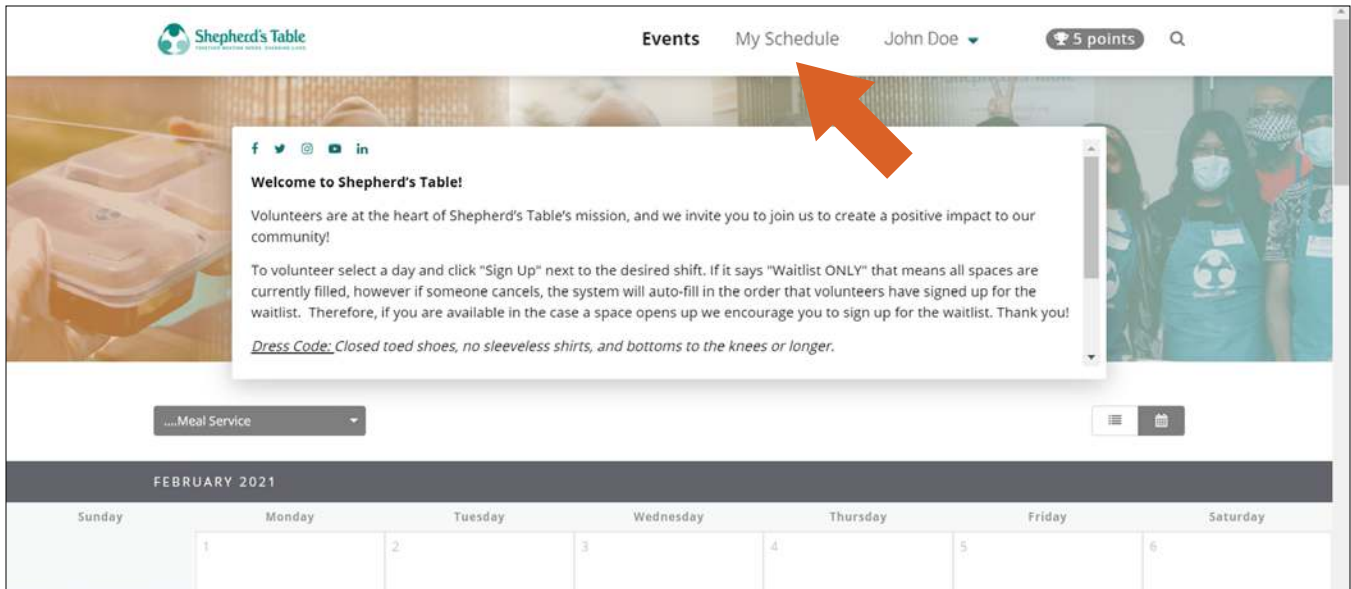 Shepherd's Table
TOGETHER MEETING NEEDS. CHANGING LIVES.
Events My Schedule John Doe 5 points
Welcome to Shepherd's Table!
Volunteers are at the heart of Shepherd's Table's mission, and we invite you to join us to create a positive impact to our
community!
To volunteer select a day and click "Sign Up" next to the desired shift. If it says "Waitlist ONLY" that means all spaces are
currently filled, however if someone cancels, the system will auto-fill in the order that volunteers have signed up for the
waitlist. Therefore, if you are available in the case a space opens up we encourage you to sign up for the waitlist. Thank you!
Dress Code: Closed toed shoes, no sleeveless shirts, and bottoms to the knees or longer.
....Meal Service
FEBRUARY 2021
Sunday Monday Tuesday Wednesday Thursday Friday Saturday
1 2 3 4 5 6